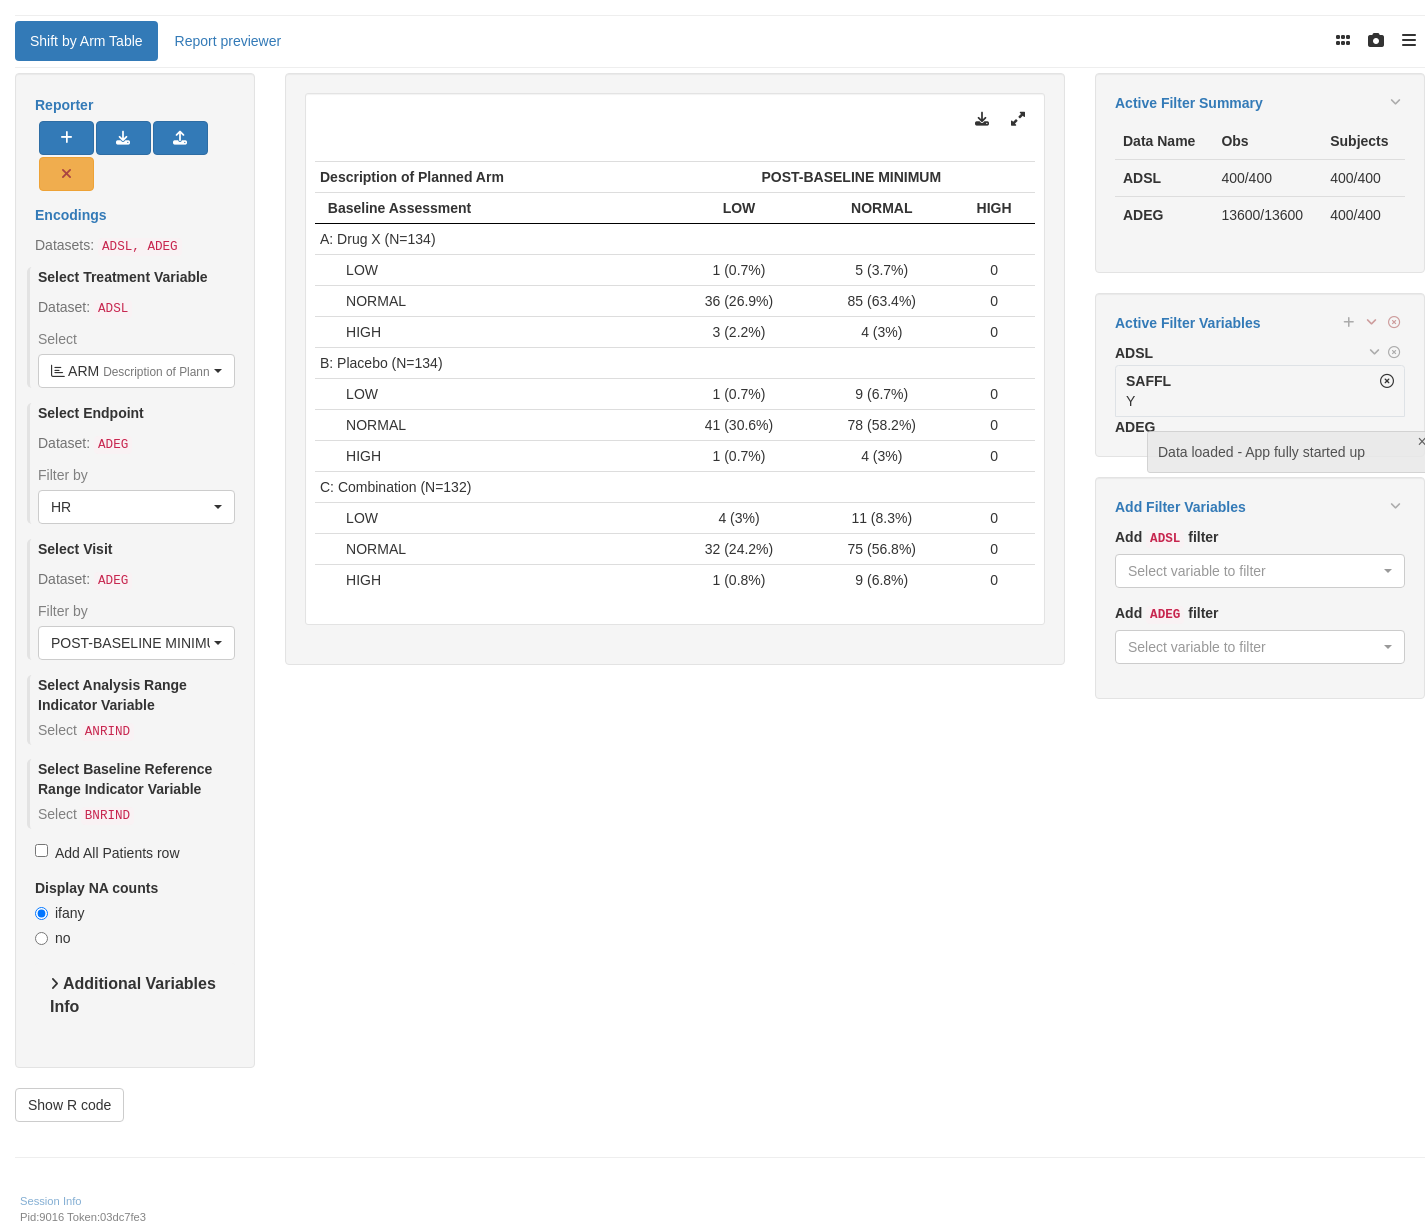 Shift by Arm Table
Report previewer
Reporter
Encodings
Datasets: ADSL, ADEG
Select Treatment Variable
Dataset: ADSL
Select
ARM Description of Plann
Select Endpoint
Dataset: ADEG
Filter by
HR
Select Visit
Dataset: ADEG
Filter by
POST-BASELINE MINIMU
Select Analysis Range
Indicator Variable
Select ANRIND
Select Baseline Reference
Range Indicator Variable
Select BNRIND
Add All Patients row
Display NA counts
ifany
no
Additional Variables
Info
Show R code
Description of Planned Arm POST-BASELINE MINIMUM
Baseline Assessment LOW NORMAL HIGH
A: Drug X (N=134)
LOW 1 (0.7%) 5 (3.7%) 0
NORMAL 36 (26.9%) 85 (63.4%) 0
HIGH 3 (2.2%) 4 (3%) 0
B: Placebo (N=134)
LOW 1 (0.7%) 9 (6.7%) 0
NORMAL 41 (30.6%) 78 (58.2%) 0
HIGH 1 (0.7%) 4 (3%) 0
C: Combination (N=132)
LOW 4 (3%) 11 (8.3%) 0
NORMAL 32 (24.2%) 75 (56.8%) 0
HIGH 1 (0.8%) 9 (6.8%) 0
Active Filter Summary
Data Name Obs Subjects
ADSL 400/400 400/400
ADEG 13600/13600 400/400
Active Filter Variables
ADSL
SAFFL
Y
ADEG
Data loaded - App fully started up
Add Filter Variables
Add ADSL filter
Select variable to filter
Add ADEG filter
Select variable to filter
Session Info
Pid:9016 Token:03dc7fe3